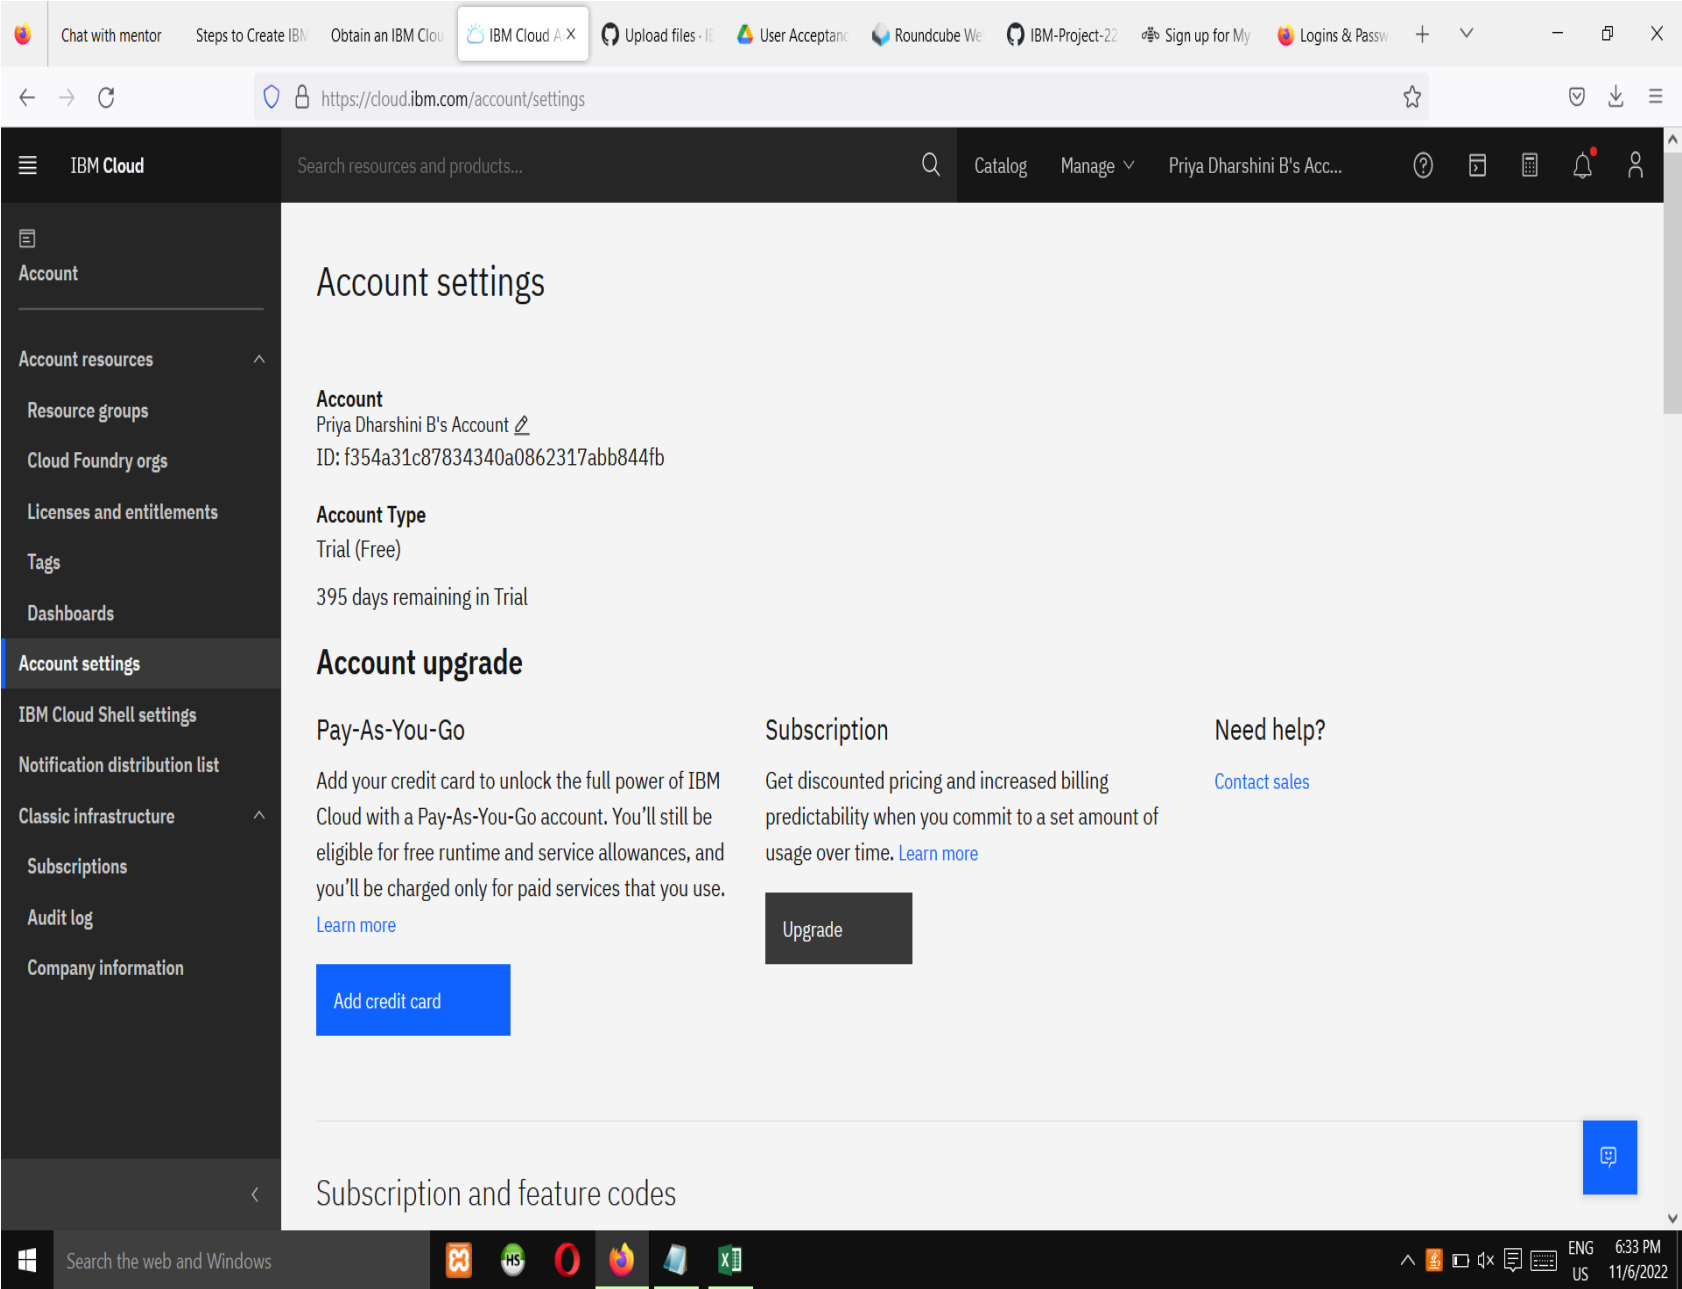 Chat with mentor
Steps to Create IBM
Obtain an IBM Clou
IBM Cloud A
Upload files · IE
User Acceptanc
Roundcube We
IBM-Project-22
Sign up for My
Logins & Passw
https://cloud.ibm.com/account/settings
IBM Cloud
Search resources and products...
Catalog
Manage
Priya Dharshini B's Acc...
Account
Account resources
Resource groups
Cloud Foundry orgs
Licenses and entitlements
Tags
Dashboards
Account settings
IBM Cloud Shell settings
Notification distribution list
Classic infrastructure
Subscriptions
Audit log
Company information
Account settings
Account
Priya Dharshini B's Account
ID: f354a31c87834340a0862317abb844fb
Account Type
Trial (Free)
395 days remaining in Trial
Account upgrade
Pay-As-You-Go
Add your credit card to unlock the full power of IBM
Cloud with a Pay-As-You-Go account. You’ll still be
eligible for free runtime and service allowances, and
you’ll be charged only for paid services that you use.
Learn more
Add credit card
Subscription
Get discounted pricing and increased billing
predictability when you commit to a set amount of
usage over time. Learn more
Upgrade
Need help?
Contact sales
Subscription and feature codes
Search the web and Windows
HS
ENG
US
6:33 PM
11/6/2022